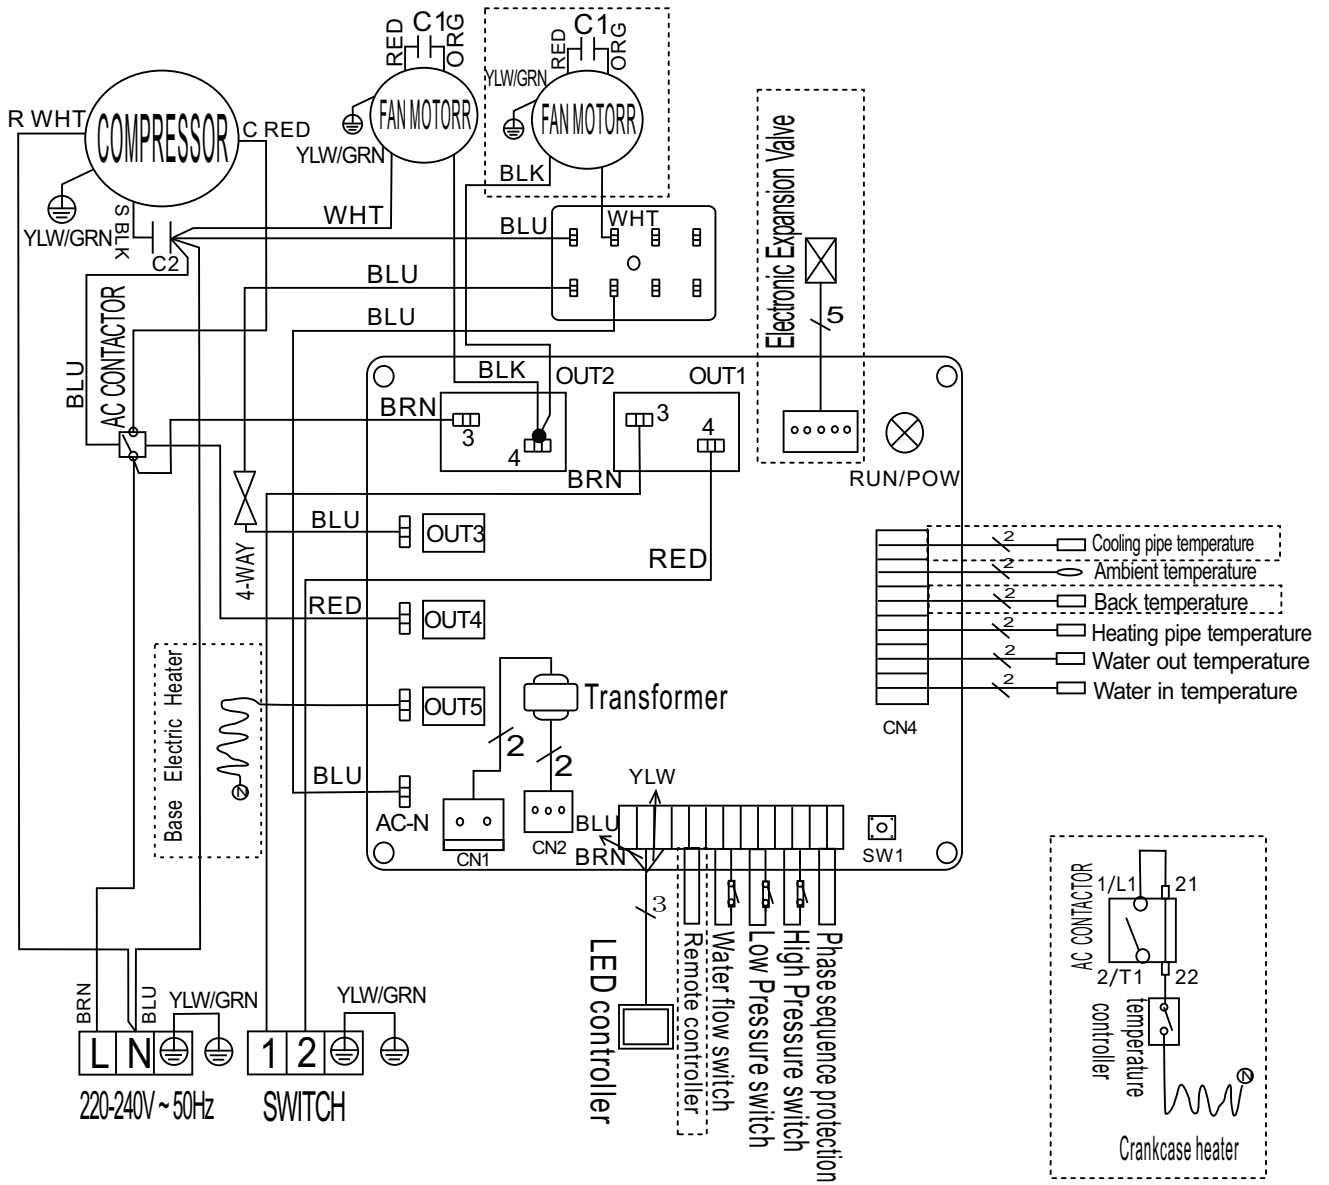 RED C1 ORG
RED C1 ORG
YLW/GRN
R WHT
COMPRESSOR
C RED
FAN MOTORR
FAN MOTORR
YLW/GRN
BLK
YLW/GRN
S BLK
C2
WHT
BLU
WHT
Electronic Expansion Valve
BLU
BLU
5
AC CONTACTOR
BLU
BLK
OUT2
OUT1
BRN
3
4
3
4
RUN/POW
BRN
BLU
OUT3
RED
4-WAY
RED
OUT4
2
Cooling pipe temperature
2
Ambient temperature
2
Back temperature
2
Heating pipe temperature
2
Water out temperature
2
Water in temperature
CN4
Base Electric Heater
OUT5
Transformer
2
2
BLU
AC-N
CN1
CN2
YLW
BLU
BRN
SW1
3
LED controller
Remote controller
Water flow switch
Low Pressure switch
High Pressure switch
Phase sequence protection
AC CONTACTOR
1/L1
21
2/T1
22
temperature
controller
Crankcase heater
BRN
BLU
YLW/GRN
YLW/GRN
L N
1 2
220-240V ~ 50Hz
SWITCH
N
N